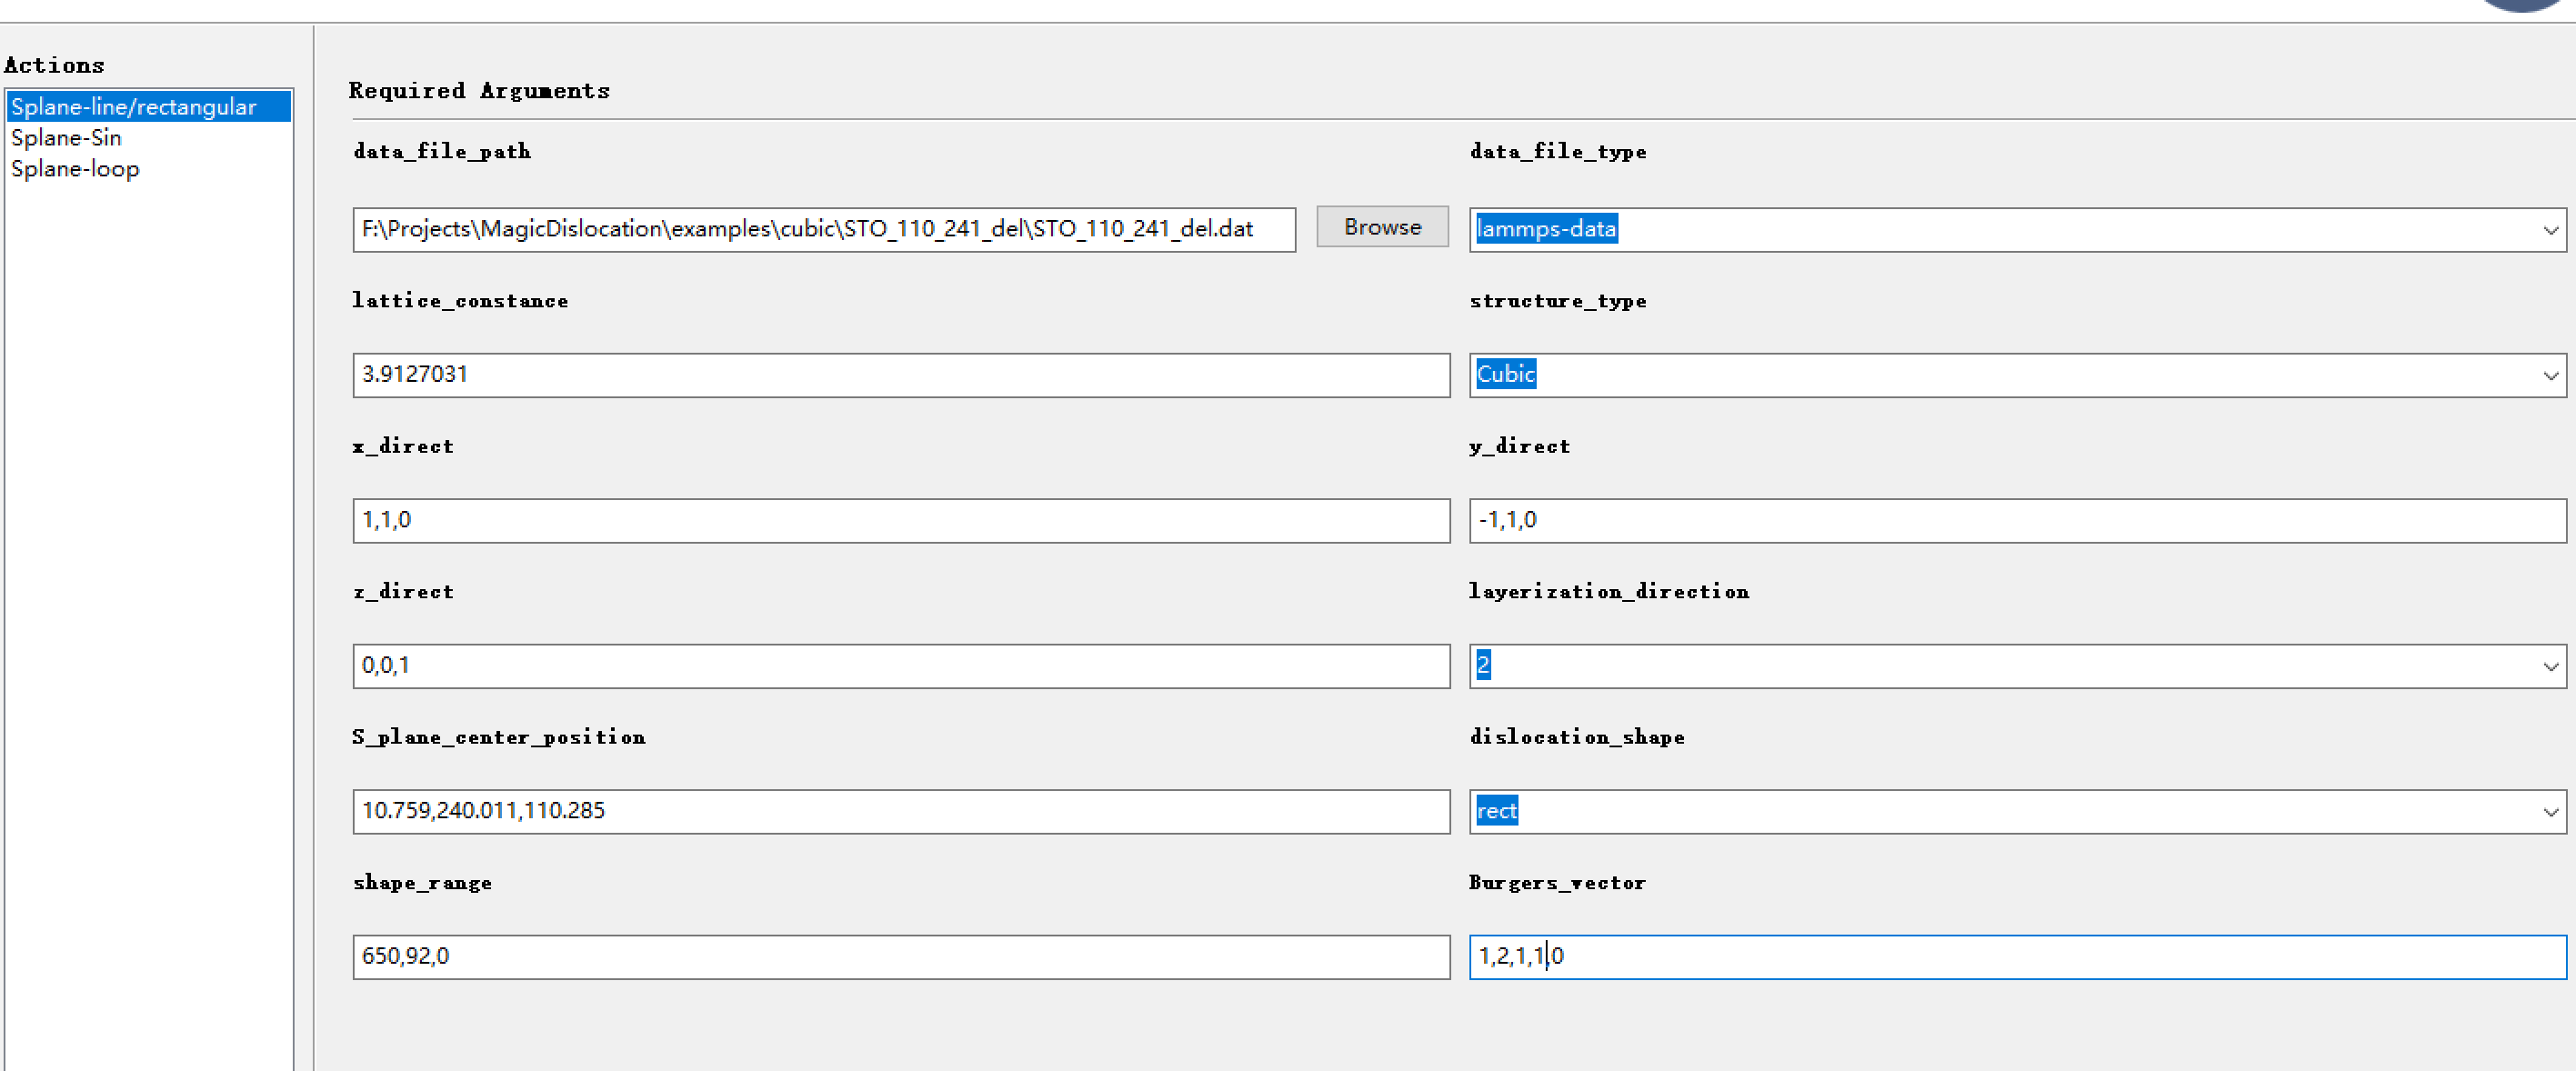 Actions
Splane-line/rectangular
Splane-Sin
Splane-loop
Required Arguments
data_file_path
data_file_type
F:\Projects\MagicDislocation\examples\cubic\STO_110_241_del\STO_110_241_del.dat
Browse
lammps-data
lattice_constance
structure_type
3.9127031
Cubic
x_direct
y_direct
1,1,0
-1,1,0
z_direct
layerization_direction
0,0,1
2
S_plane_center_position
dislocation_shape
10.759,240.011,110.285
rect
shape_range
Burgers_vector
650,92,0
1,2,1,1,0